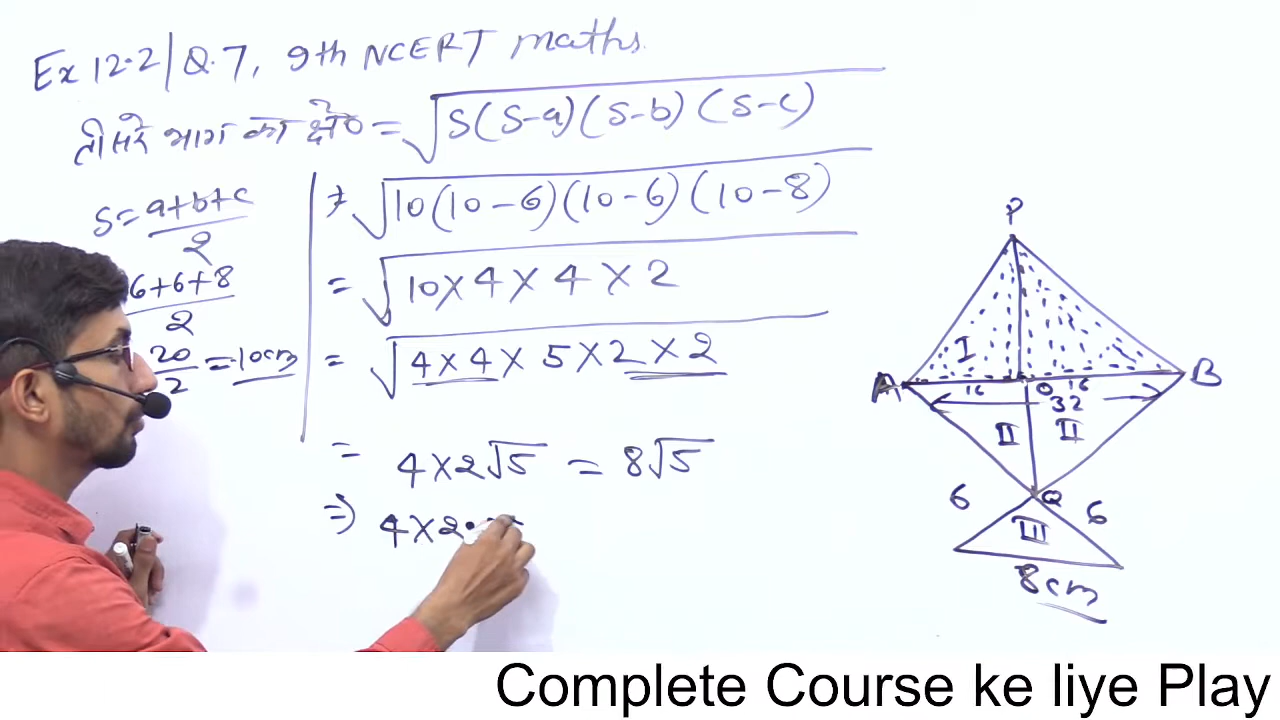 Ex 12.2 | Q.7, 9th NCERT maths.
तीसरे भाग का क्षे० = √S(S-a)(S-b)(S-c)
S = a+b+c / 2
⇒ √10(10-6)(10-6)(10-8)
6+6+8 / 2
= √10×4×4×2
20 / 2 = 10cm
= √4×4×5×2×2
= 4×2√5 = 8√5
⇒ 4×2.
P
I
A
B
16 O 16
32
II II
Q
6 6
III
8cm
Complete Course ke liye Play